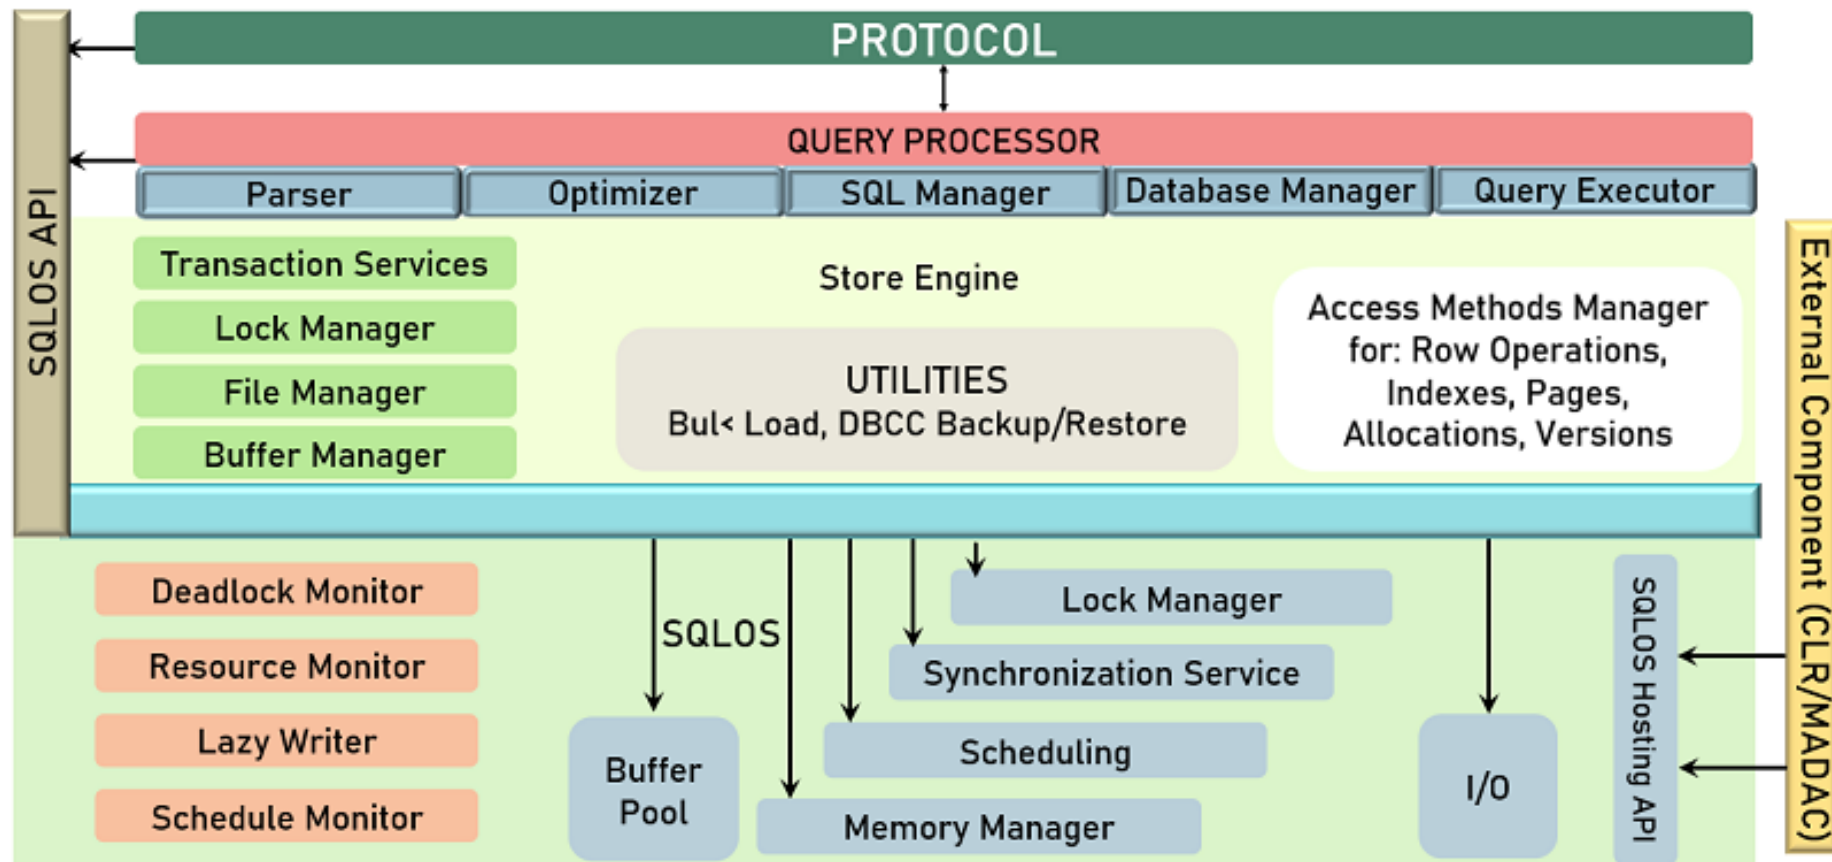 PROTOCOL
QUERY PROCESSOR
Parser
Optimizer
SQL Manager
Database Manager
Query Executor
SQLOS API
Transaction Services
Lock Manager
File Manager
Buffer Manager
Store Engine
UTILITIES
Bul< Load, DBCC Backup/Restore
Access Methods Manager
for: Row Operations,
Indexes, Pages,
Allocations, Versions
External Component (CLR/MADAC)
Deadlock Monitor
Resource Monitor
Lazy Writer
Schedule Monitor
SQLOS
Buffer
Pool
Lock Manager
Synchronization Service
Scheduling
Memory Manager
I/O
SQLOS Hosting API